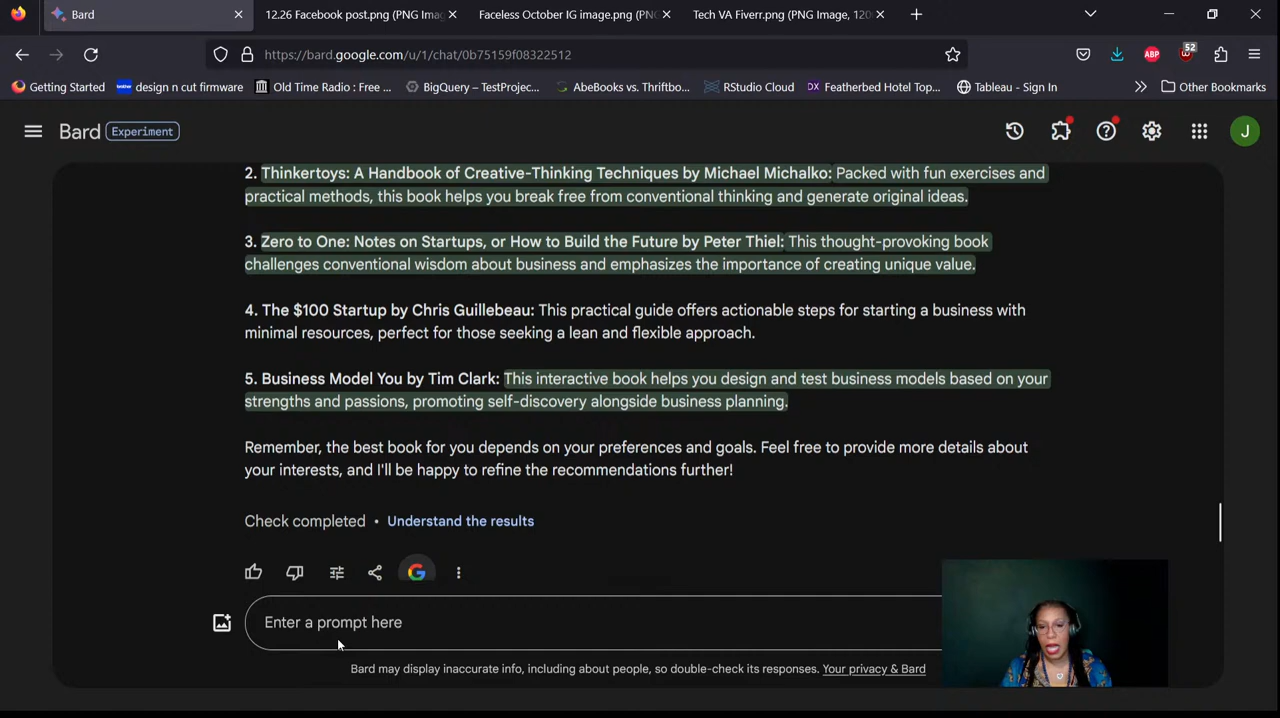 Bard
12.26 Facebook post.png (PNG Imag
Faceless October IG image.png (PN
Tech VA Fiverr.png (PNG Image, 120
https://bard.google.com/u/1/chat/0b75159f08322512
ABP
52
Getting Started
brother
design n cut firmware
Old Time Radio : Free ...
BigQuery – TestProjec...
AbeBooks vs. Thriftbo...
RStudio Cloud
DX
Featherbed Hotel Top...
Tableau - Sign In
Other Bookmarks
Bard
Experiment
J
2. Thinkertoys: A Handbook of Creative-Thinking Techniques by Michael Michalko: Packed with fun exercises and
practical methods, this book helps you break free from conventional thinking and generate original ideas.
3. Zero to One: Notes on Startups, or How to Build the Future by Peter Thiel: This thought-provoking book
challenges conventional wisdom about business and emphasizes the importance of creating unique value.
4. The $100 Startup by Chris Guillebeau: This practical guide offers actionable steps for starting a business with
minimal resources, perfect for those seeking a lean and flexible approach.
5. Business Model You by Tim Clark: This interactive book helps you design and test business models based on your
strengths and passions, promoting self-discovery alongside business planning.
Remember, the best book for you depends on your preferences and goals. Feel free to provide more details about
your interests, and I'll be happy to refine the recommendations further!
Check completed • Understand the results
G
Enter a prompt here
Bard may display inaccurate info, including about people, so double-check its responses. Your privacy & Bard